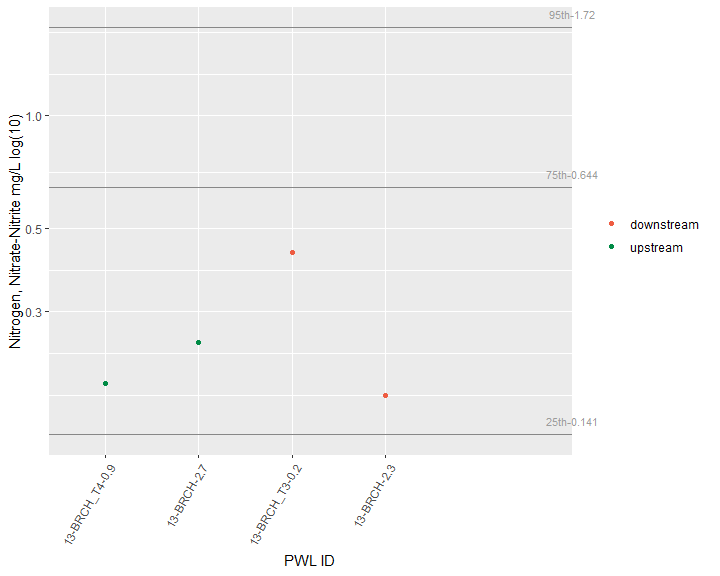 95th-1.72
1.0
75th-0.644
0.5
0.3
25th-0.141
Nitrogen, Nitrate-Nitrite mg/L log(10)
downstream
upstream
13-BRCH_T4-0.9
13-BRCH-2.7
13-BRCH_T3-0.2
13-BRCH-2.3
PWL ID